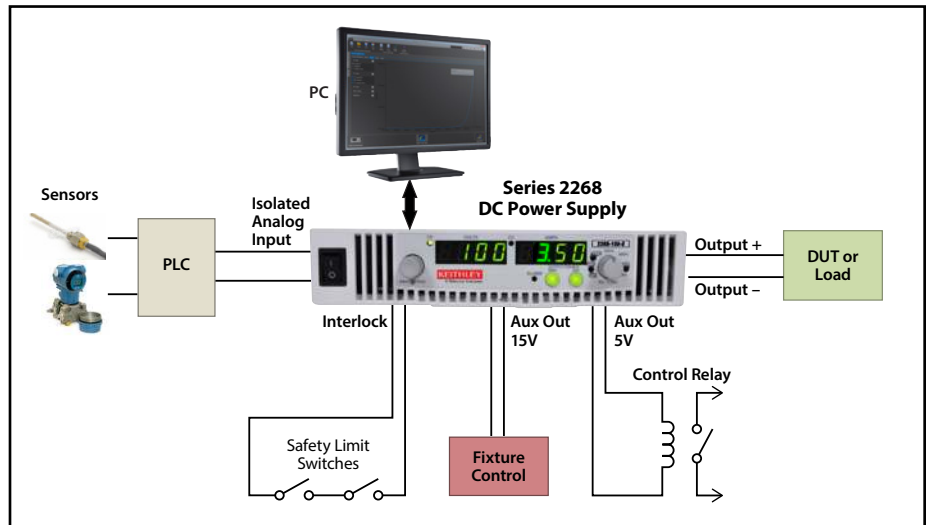 PC
Series 2268
DC Power Supply
Sensors
Isolated
Analog
Input
PLC
100
3.50
KEITHLEY
Output +
Output –
DUT or
Load
Interlock
Aux Out
15V
Aux Out
5V
Control Relay
Safety Limit
Switches
Fixture
Control